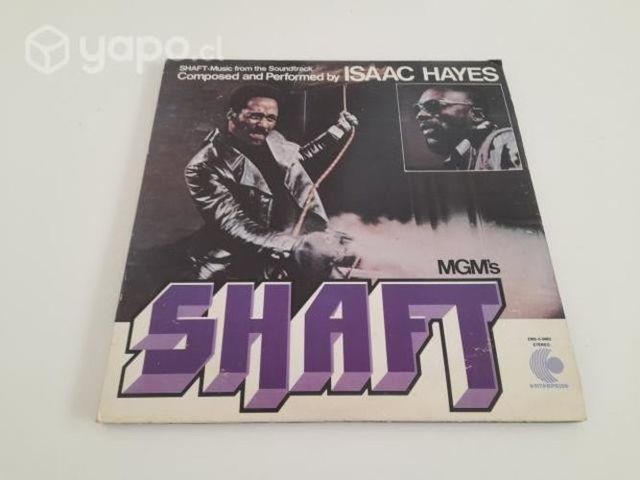 yapo.cl
SHAFT-Music from the Soundtrack
Composed and Performed by ISAAC HAYES
MGM's
SHAFT
STEREO
ENTERPRISE